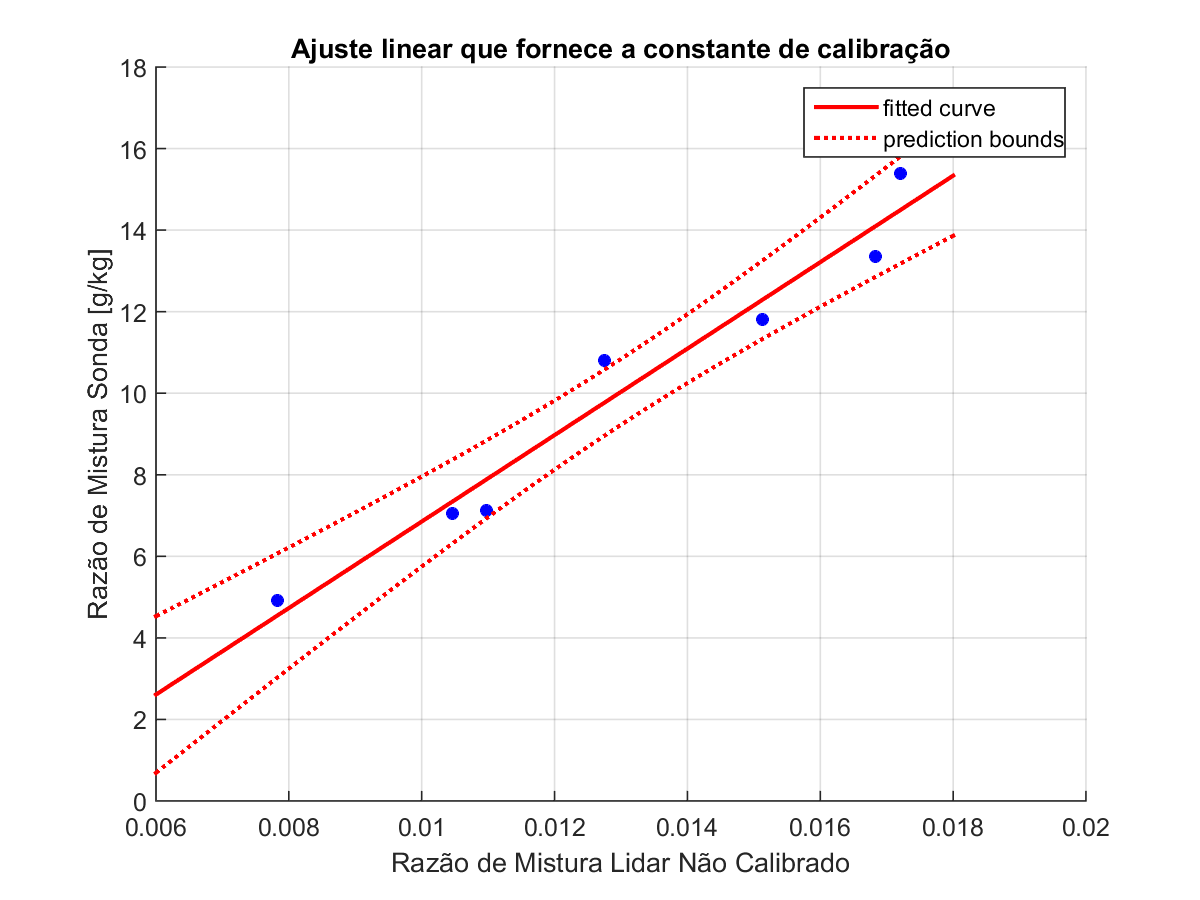 Ajuste linear que fornece a constante de calibração
18
16
14
12
10
8
6
4
2
0
Razão de Mistura Sonda [g/kg]
fitted curve
prediction bounds
0.006 0.008 0.01 0.012 0.014 0.016 0.018 0.02
Razão de Mistura Lidar Não Calibrado